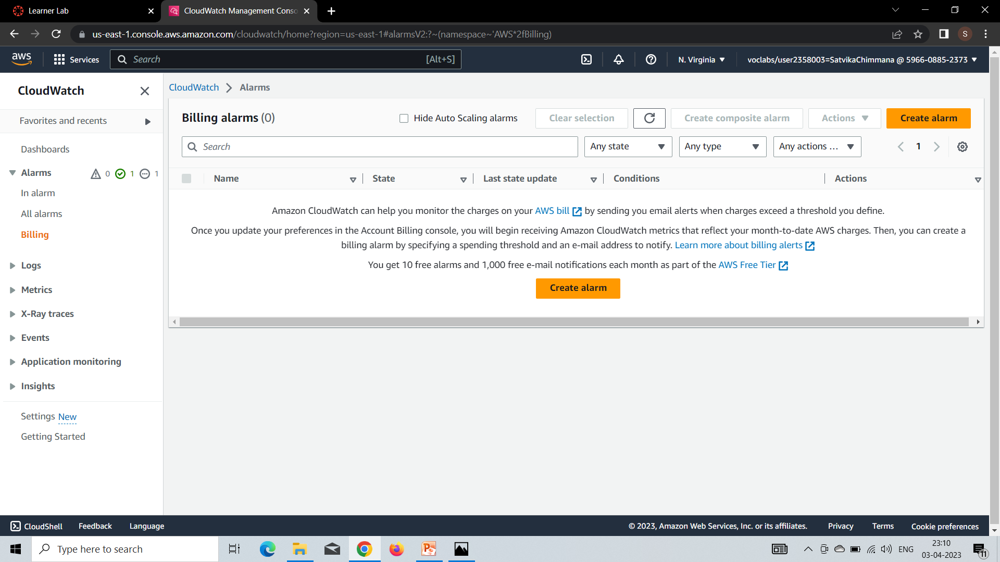 Learner Lab
CloudWatch Management Conso
us-east-1.console.aws.amazon.com/cloudwatch/home?region=us-east-1#alarmsV2:?~(namespace~'AWS*2fBilling)
S
aws
Services
Search
[Alt+S]
N. Virginia
voclabs/user2358003=SatvikaChimmana @ 5966-0885-2373
CloudWatch
Favorites and recents
Dashboards
Alarms
0
1
1
In alarm
All alarms
Billing
Logs
Metrics
X-Ray traces
Events
Application monitoring
Insights
Settings New
Getting Started
CloudWatch
Alarms
Billing alarms (0)
Hide Auto Scaling alarms
Clear selection
Create composite alarm
Actions
Create alarm
Search
Any state
Any type
Any actions ...
1
Name
State
Last state update
Conditions
Actions
Amazon CloudWatch can help you monitor the charges on your AWS bill by sending you email alerts when charges exceed a threshold you define.
Once you update your preferences in the Account Billing console, you will begin receiving Amazon CloudWatch metrics that reflect your month-to-date AWS charges. Then, you can create a
billing alarm by specifying a spending threshold and an e-mail address to notify. Learn more about billing alerts
You get 10 free alarms and 1,000 free e-mail notifications each month as part of the AWS Free Tier
Create alarm
CloudShell
Feedback
Language
© 2023, Amazon Web Services, Inc. or its affiliates.
Privacy
Terms
Cookie preferences
Type here to search
ENG
23:10
03-04-2023
11